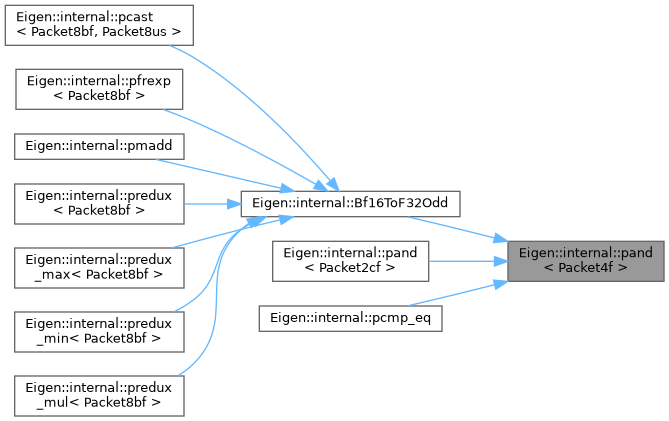 Eigen::internal::pcast
< Packet8bf, Packet8us >
Eigen::internal::pfrexp
< Packet8bf >
Eigen::internal::pmadd
Eigen::internal::predux
< Packet8bf >
Eigen::internal::predux
_max< Packet8bf >
Eigen::internal::predux
_min< Packet8bf >
Eigen::internal::predux
_mul< Packet8bf >
Eigen::internal::Bf16ToF32Odd
Eigen::internal::pand
< Packet2cf >
Eigen::internal::pcmp_eq
Eigen::internal::pand
< Packet4f >